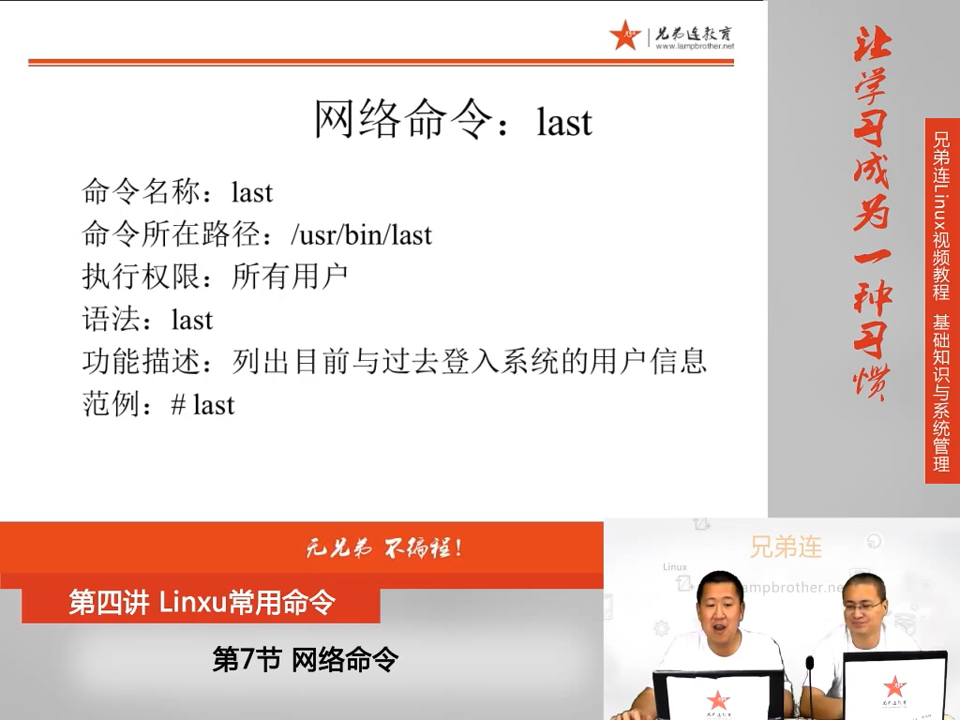 兄弟连教育
www.lampbrother.net
网络命令：last
命令名称：last
命令所在路径：/usr/bin/last
执行权限：所有用户
语法：last
功能描述：列出目前与过去登入系统的用户信息
范例：# last
让学习成为一种习惯
兄弟连Linux视频教程 基础知识与系统管理
无兄弟 不编程！
第四讲 Linxu常用命令
第7节 网络命令
兄弟连
Linux
lampbrother.ne